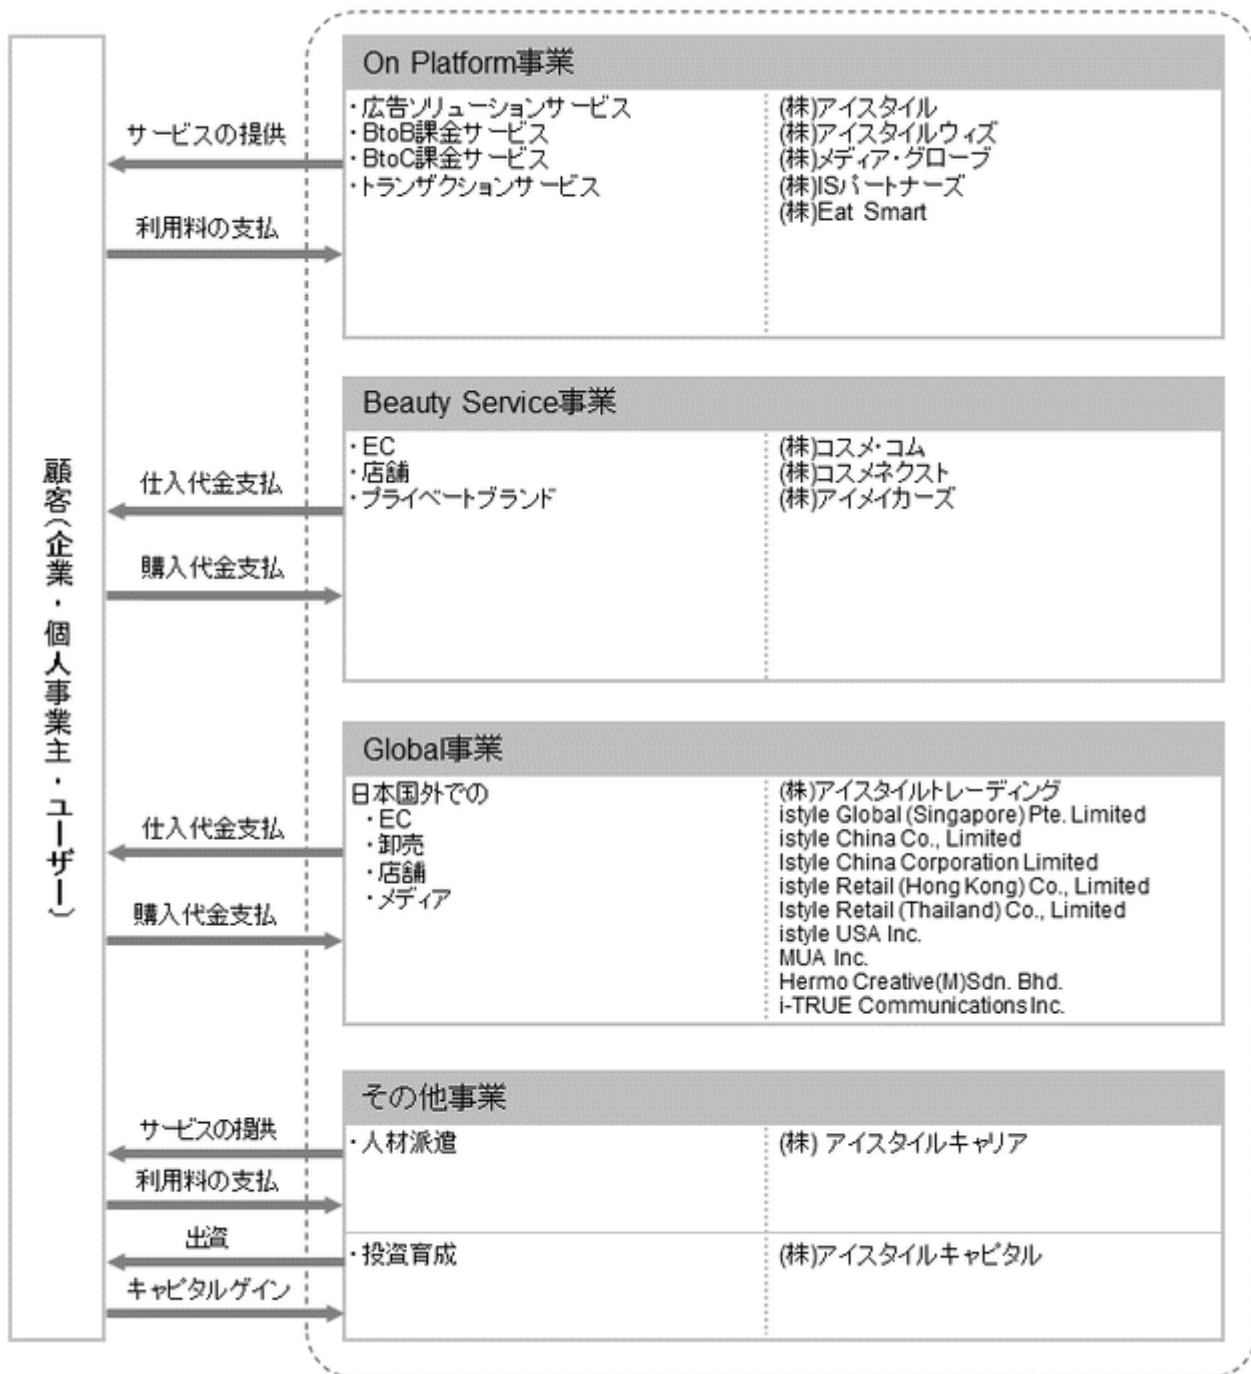 顧客(企業・個人事業主・ユーザー)
On Platform事業
サービスの提供
利用料の支払
・広告ソリューションサービス
・BtoB課金サービス
・BtoC課金サービス
・トランザクションサービス
(株)アイスタイル
(株)アイスタイルウィズ
(株)メディア・グローブ
(株)ISパートナーズ
(株)Eat Smart
Beauty Service事業
仕入代金支払
購入代金支払
・EC
・店舗
・プライベートブランド
(株)コスメ・コム
(株)コスメネクスト
(株)アイメイカーズ
Global事業
仕入代金支払
購入代金支払
日本国外での
・EC
・卸売
・店舗
・メディア
(株)アイスタイルトレーディング
istyle Global (Singapore) Pte. Limited
istyle China Co., Limited
Istyle China Corporation Limited
istyle Retail (Hong Kong) Co., Limited
Istyle Retail (Thailand) Co., Limited
istyle USA Inc.
MUA Inc.
Hermo Creative(M)Sdn. Bhd.
i-TRUE Communications Inc.
その他事業
サービスの提供
利用料の支払
・人材派遣
(株) アイスタイルキャリア
出資
キャピタルゲイン
・投資育成
(株)アイスタイルキャピタル